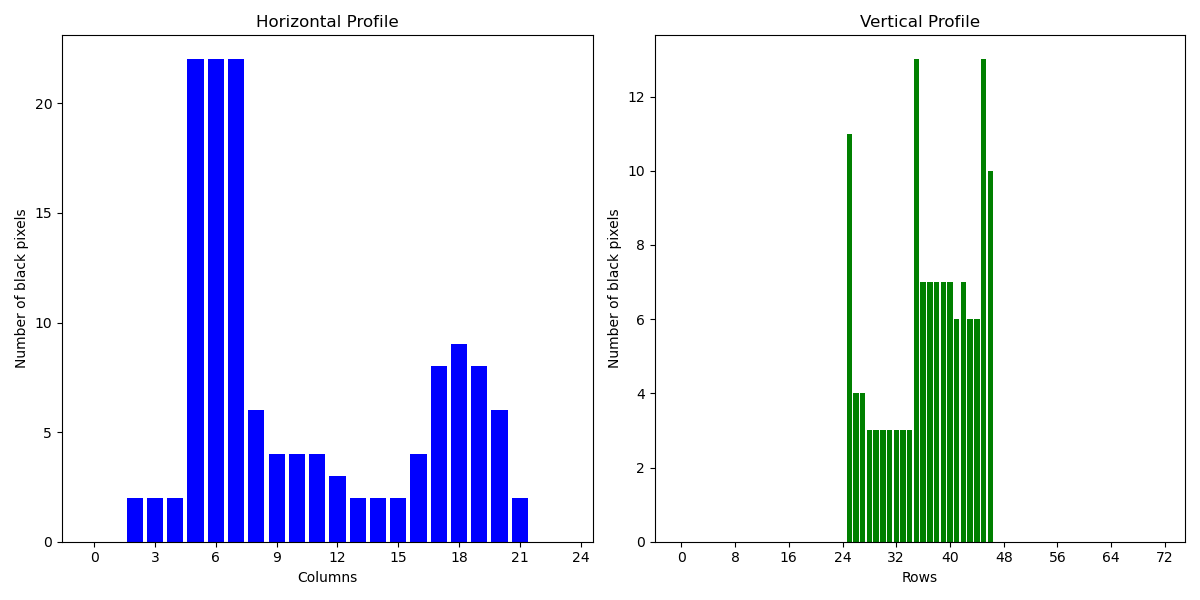 Horizontal Profile
Number of black pixels
20
15
10
5
0
0 3 6 9 12 15 18 21 24
Columns
Vertical Profile
Number of black pixels
12
10
8
6
4
2
0
0 8 16 24 32 40 48 56 64 72
Rows